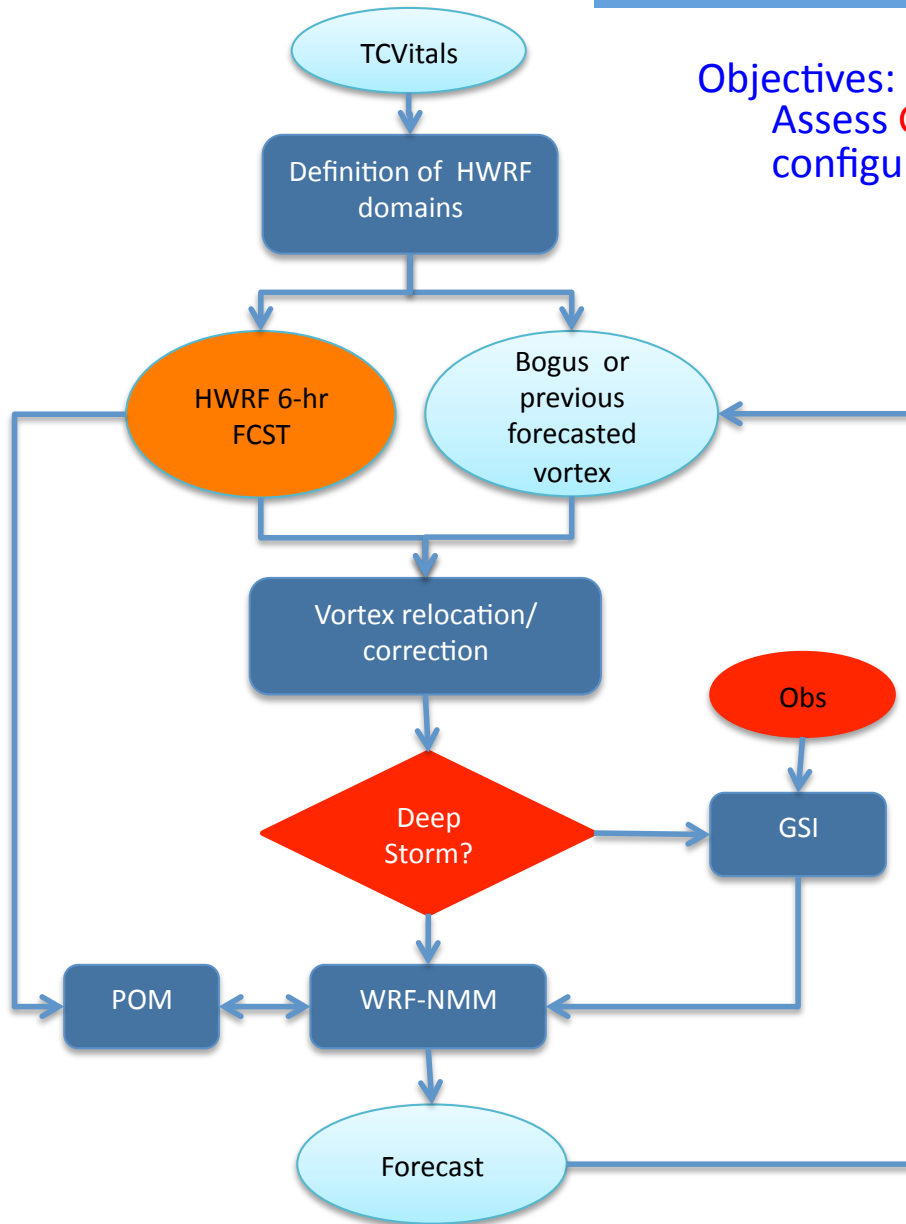 TCVitals
Objectives:
Assess
Definition of HWRF
domains
HWRF 6-hr
FCST
Bogus or
previous
forecasted
vortex
Vortex relocation/
correction
Obs
Deep
Storm?
GSI
POM
WRF-NMM
Forecast